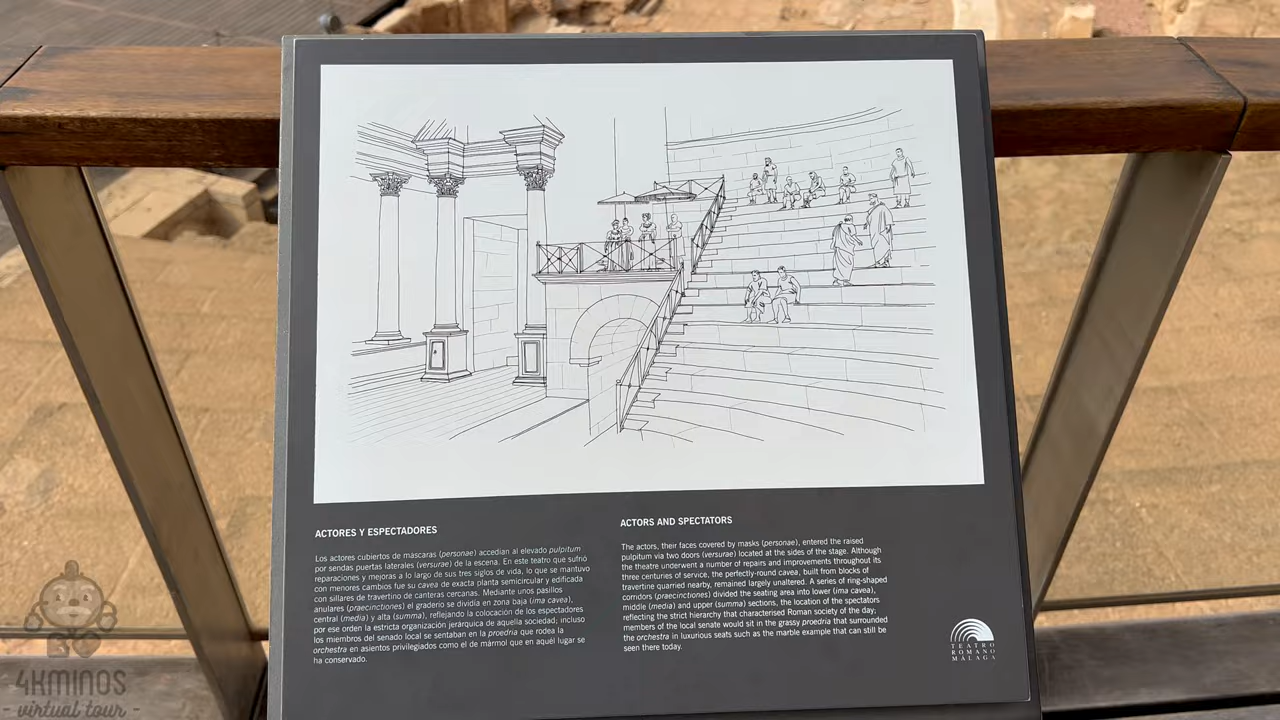 ACTORES Y ESPECTADORES
Los actores cubiertos de máscaras (personae) accedían al elevado pulpitum
por sendas puertas laterales (versurae) de la escena. En este teatro que sufrió
reparaciones y mejoras a lo largo de sus tres siglos de vida, lo que se mantuvo
con menores cambios fue su cavea de exacta planta semicircular y edificada
con sillares de travertino de canteras cercanas. Mediante unos pasillos
anulares (praecinctiones) el graderío se dividía en zona baja (ima cavea),
central (media) y alta (summa), reflejando la colocación de los espectadores
por ese orden la estricta organización jerárquica de aquella sociedad; incluso
los miembros del senado local se sentaban en la proedria que rodea la
orchestra en asientos privilegiados como el de mármol que en aquél lugar se
ha conservado.
ACTORS AND SPECTATORS
The actors, their faces covered by masks (personae), entered the raised
pulpitum via two doors (versurae) located at the sides of the stage. Although
the theatre underwent a number of repairs and improvements throughout its
three centuries of service, the perfectly-round cavea, built from blocks of
travertine quarried nearby, remained largely unaltered. A series of ring-shaped
corridors (praecinctiones) divided the seating area into lower (ima cavea),
middle (media) and upper (summa) sections, the location of the spectators
reflecting the strict hierarchy that characterised Roman society of the day;
members of the local senate would sit in the grassy proedria that surrounded
the orchestra in luxurious seats such as the marble example that can still be
seen there today.
TEATRO
ROMANO
MÁLAGA
4KMINOS
- virtual tour -